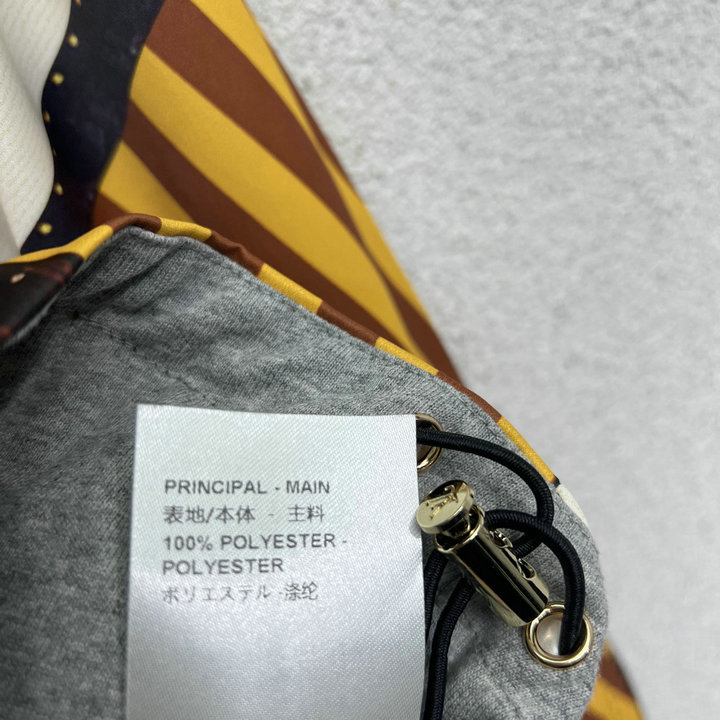 PRINCIPAL - MAIN
表地/本体 - 主料
100% POLYESTER -
POLYESTER
ポリエステル -涤纶